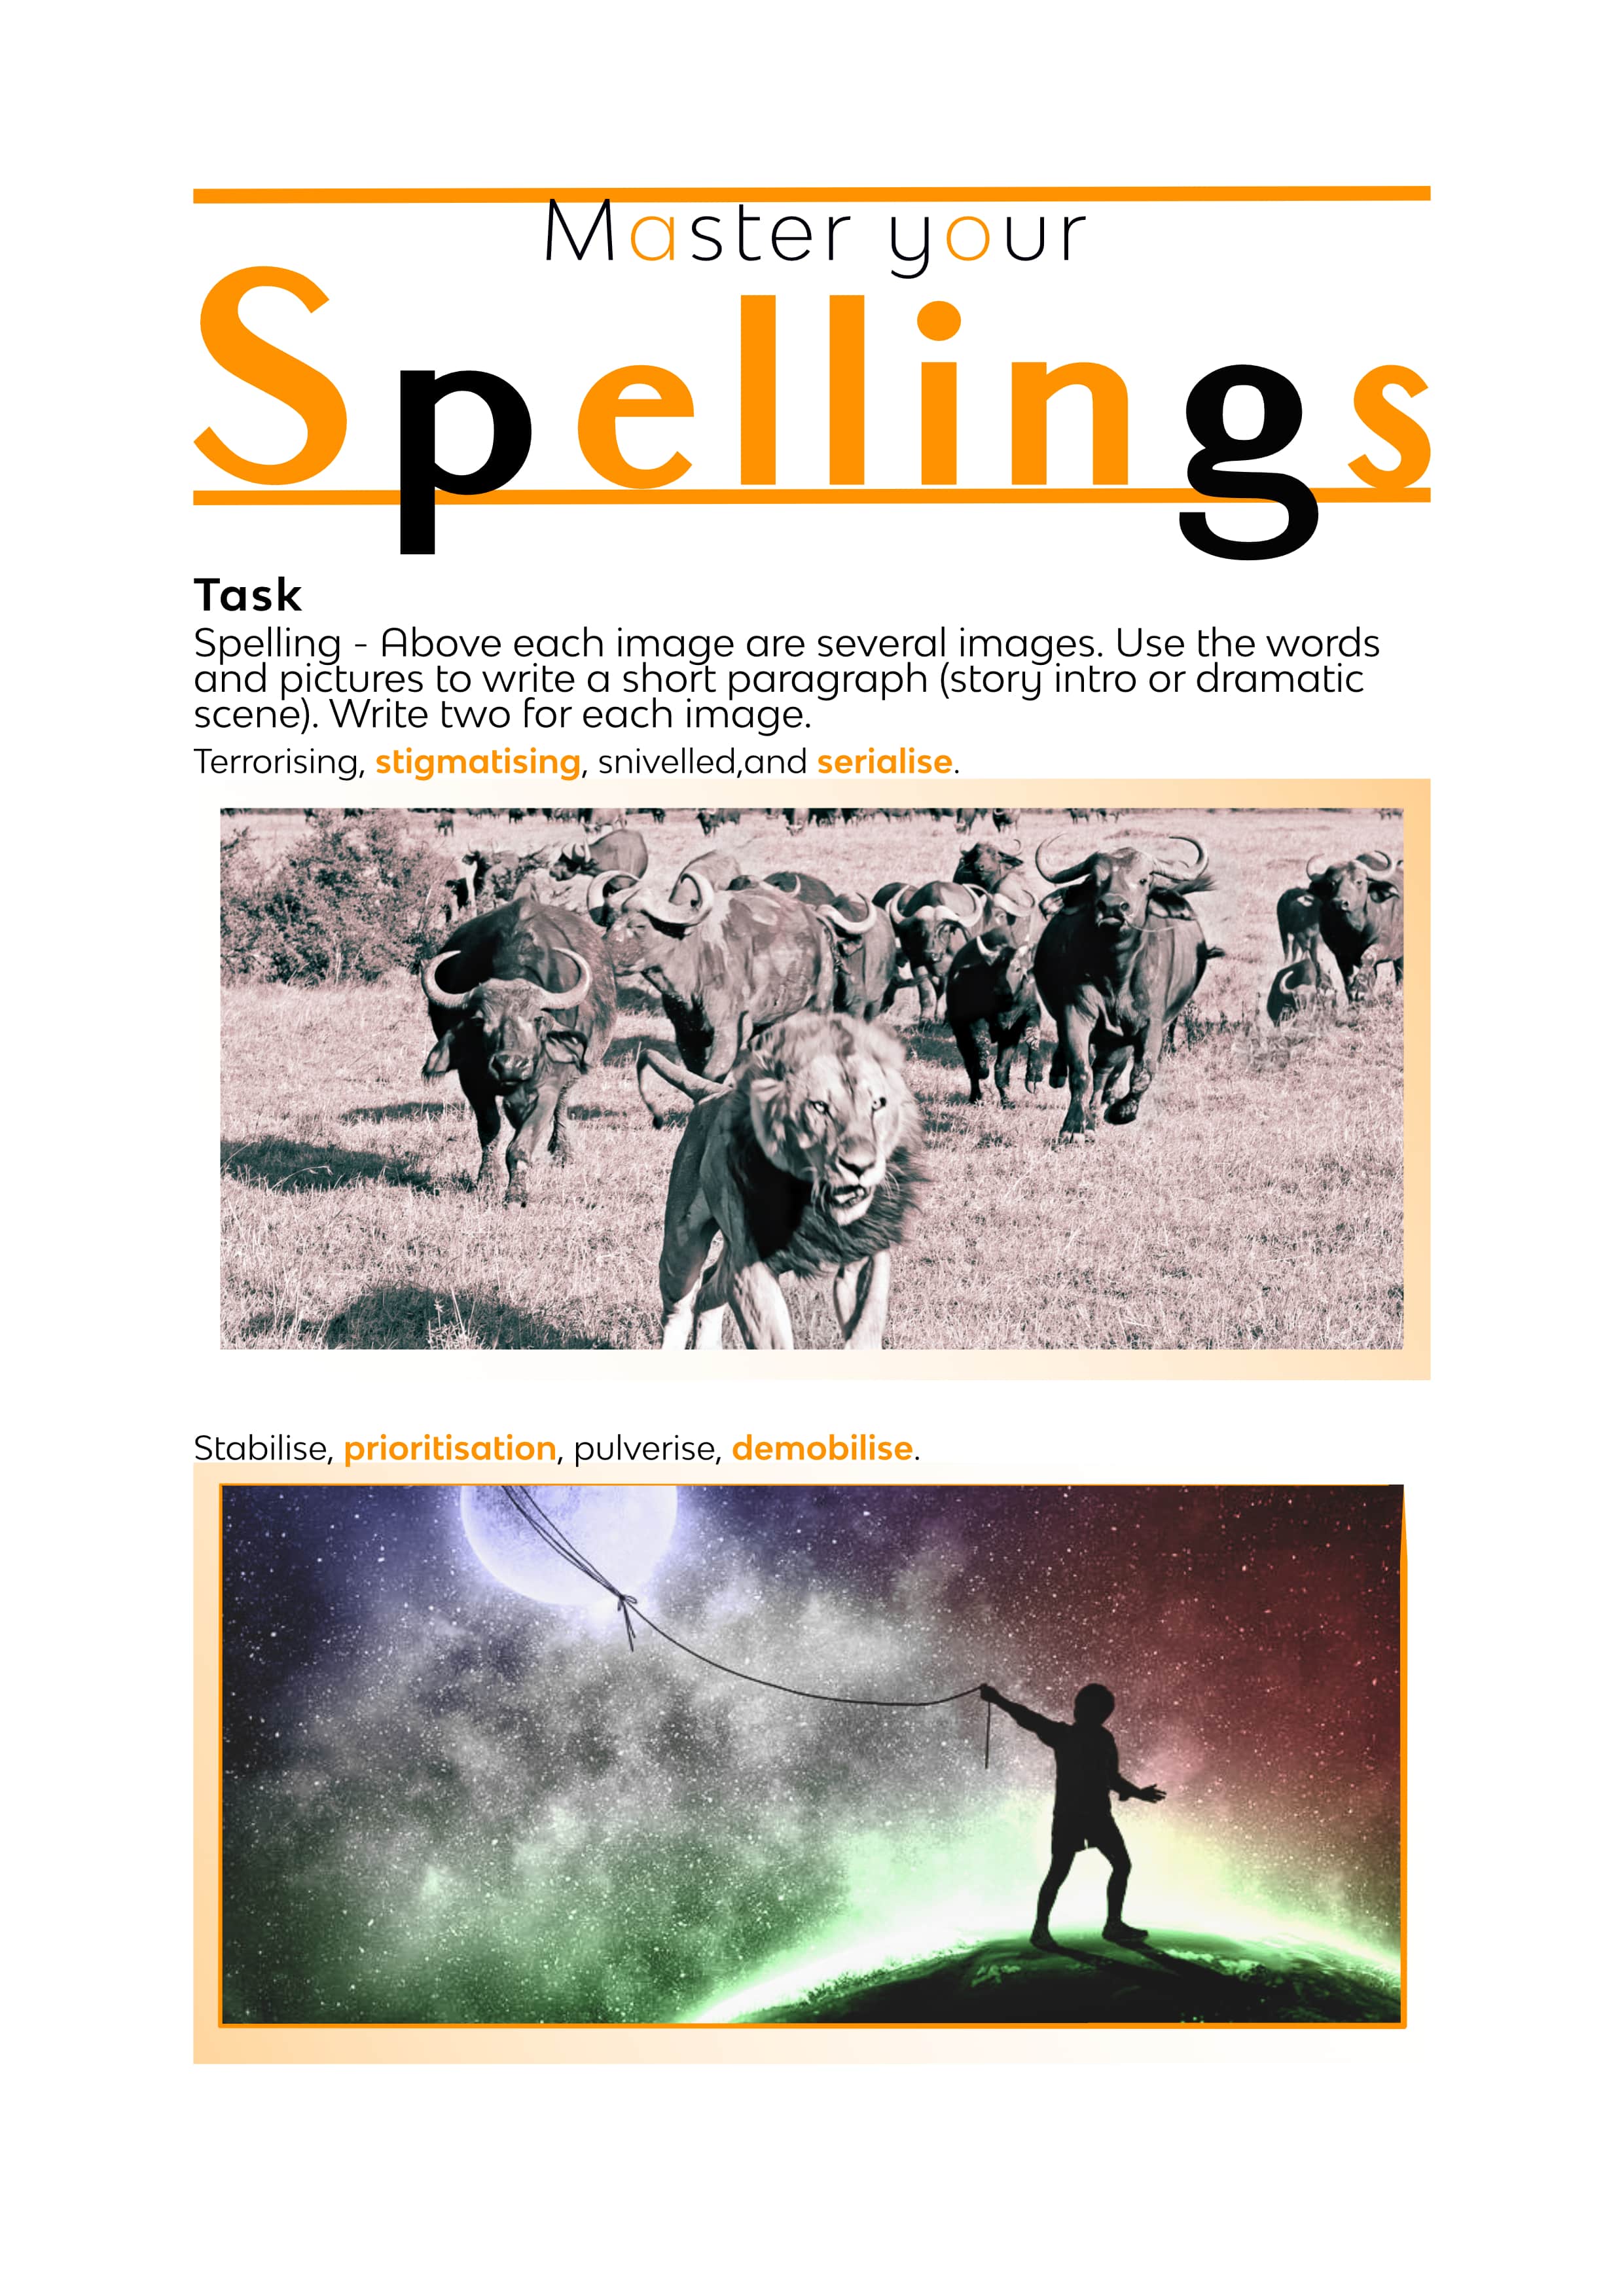 Master your
Spellings
Task
Spelling - Above each image are several images. Use the words
and pictures to write a short paragraph (story intro or dramatic
scene). Write two for each image.
Terrorising, stigmatising, snivelled,and serialise.
Stabilise, prioritisation, pulverise, demobilise.